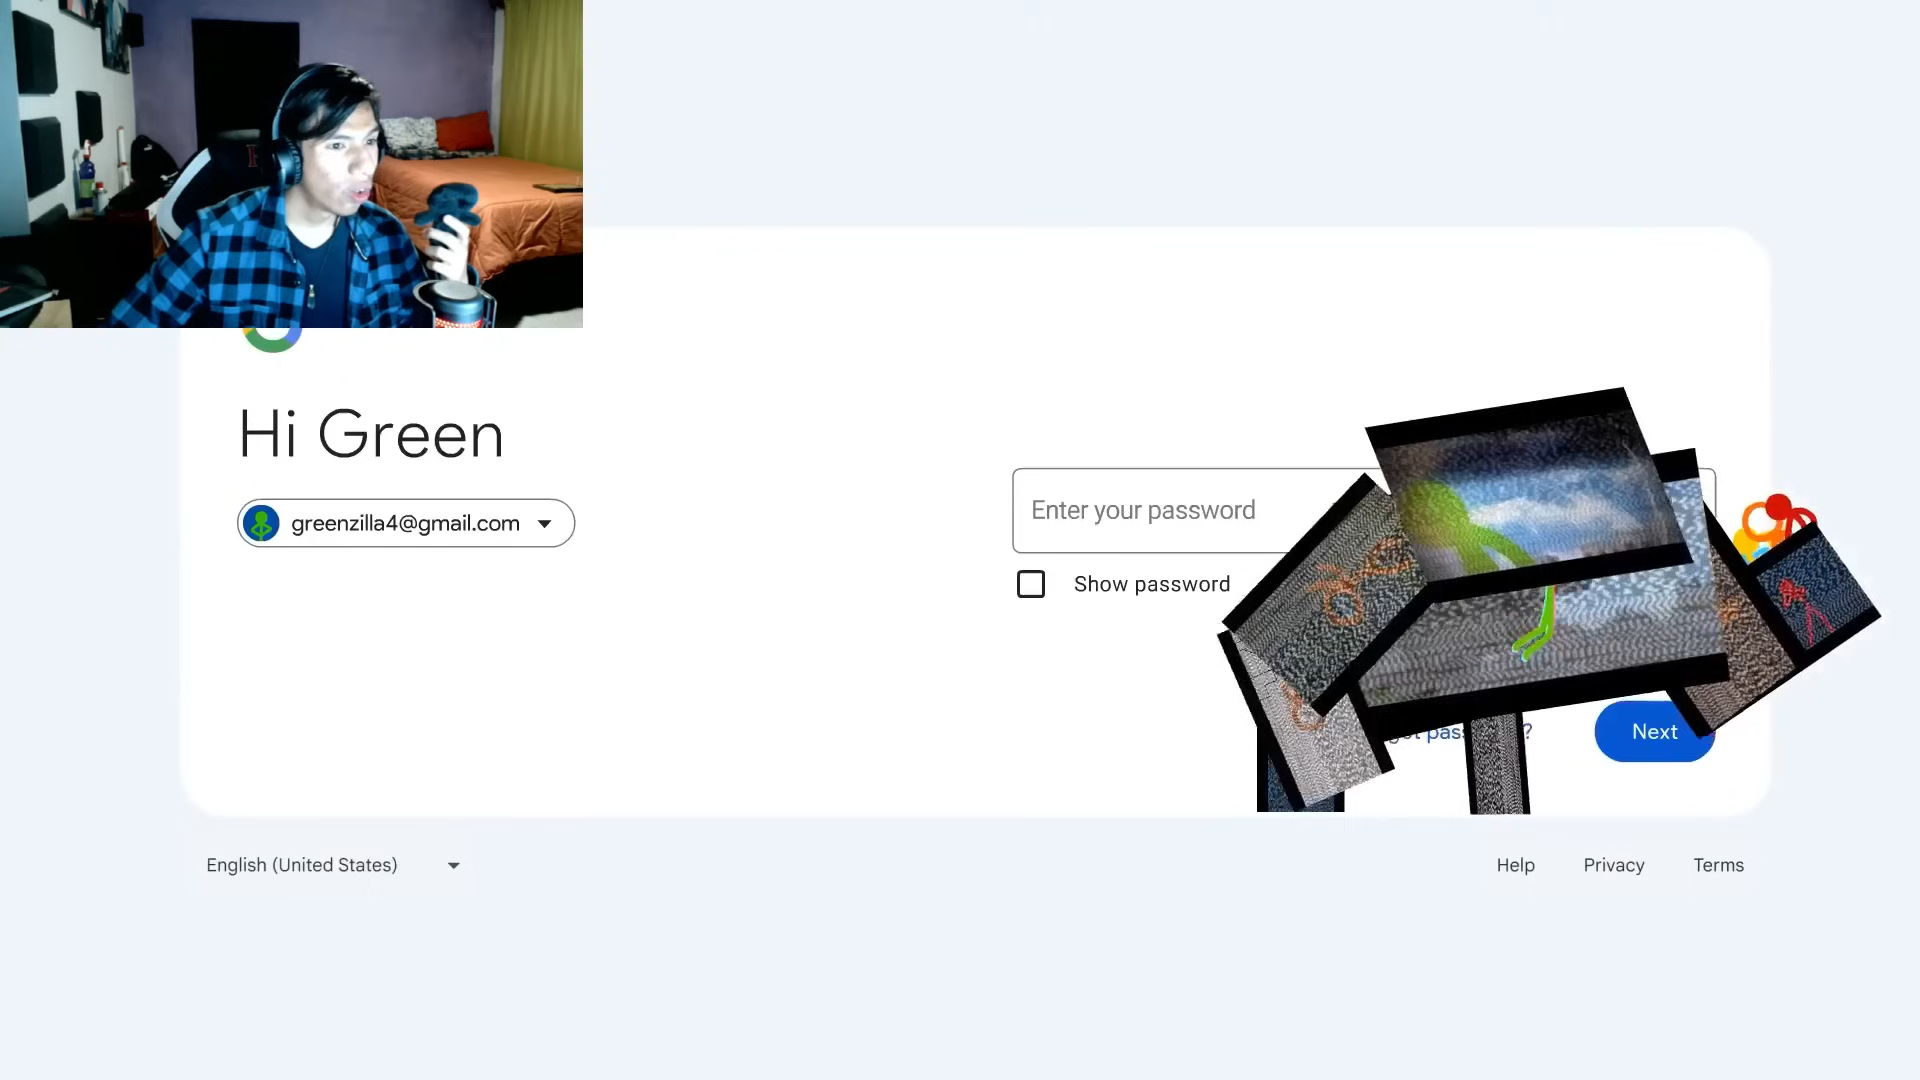 Hi Green
greenzilla4@gmail.com
Enter your password
Show password
Next
English (United States)
Help
Privacy
Terms